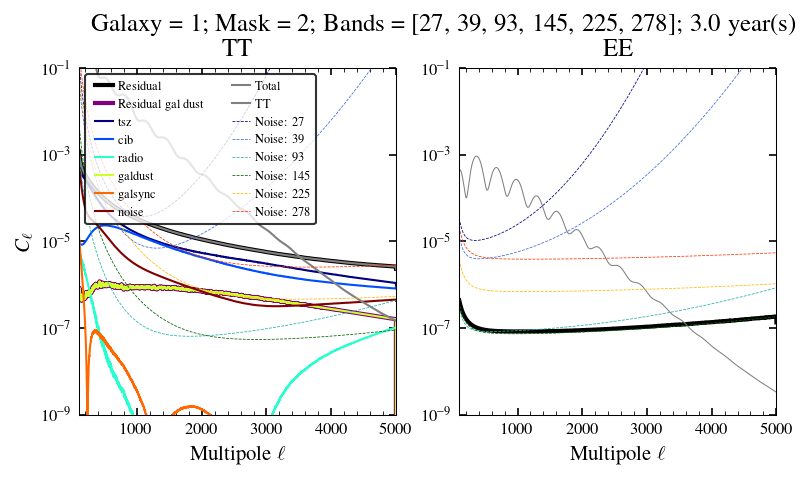 Galaxy = 1; Mask = 2; Bands = [27, 39, 93, 145, 225, 278]; 3.0 year(s)
TT
EE
10⁻¹
10⁻³
10⁻⁵
10⁻⁷
10⁻⁹
C_ℓ
Residual
Residual gal dust
tsz
cib
radio
galdust
galsync
noise
Total
TT
Noise: 27
Noise: 39
Noise: 93
Noise: 145
Noise: 225
Noise: 278
1000 2000 3000 4000 5000
Multipole ℓ
10⁻¹
10⁻³
10⁻⁵
10⁻⁷
10⁻⁹
1000 2000 3000 4000 5000
Multipole ℓ